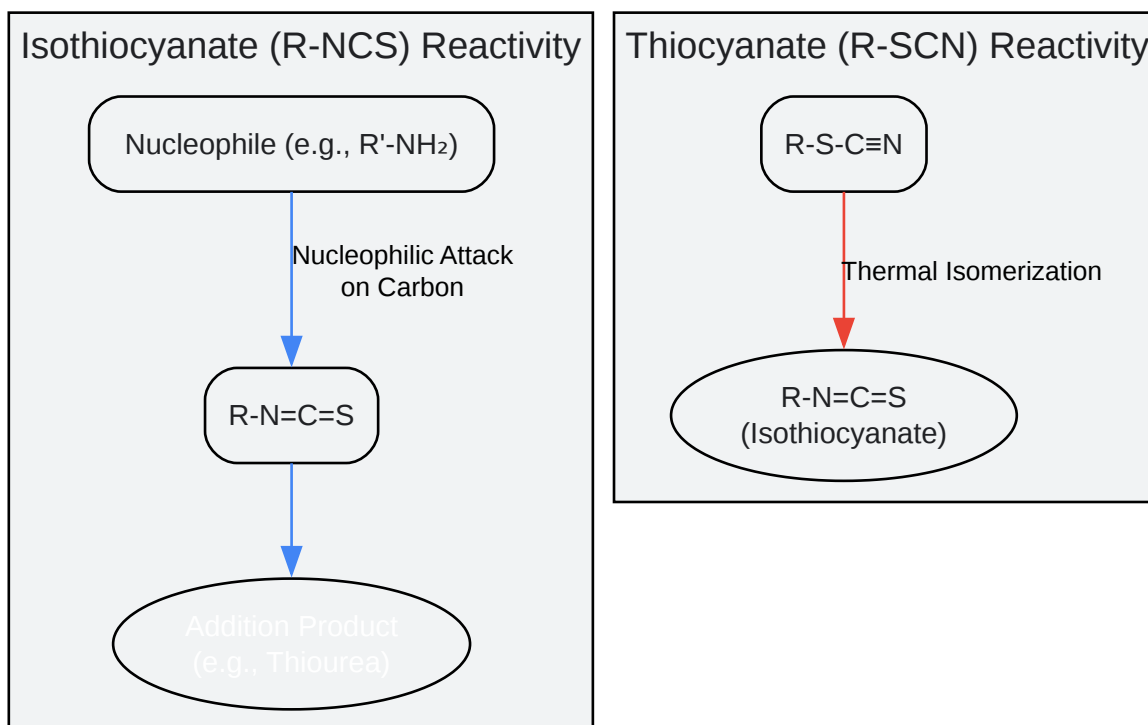 Isothiocyanate (R-NCS) Reactivity
Nucleophile (e.g., R'-NH₂)
Nucleophilic Attack
on Carbon
R-N=C=S
Addition Product
(e.g., Thiourea)
Thiocyanate (R-SCN) Reactivity
R-S-C≡N
Thermal Isomerization
R-N=C=S
(Isothiocyanate)